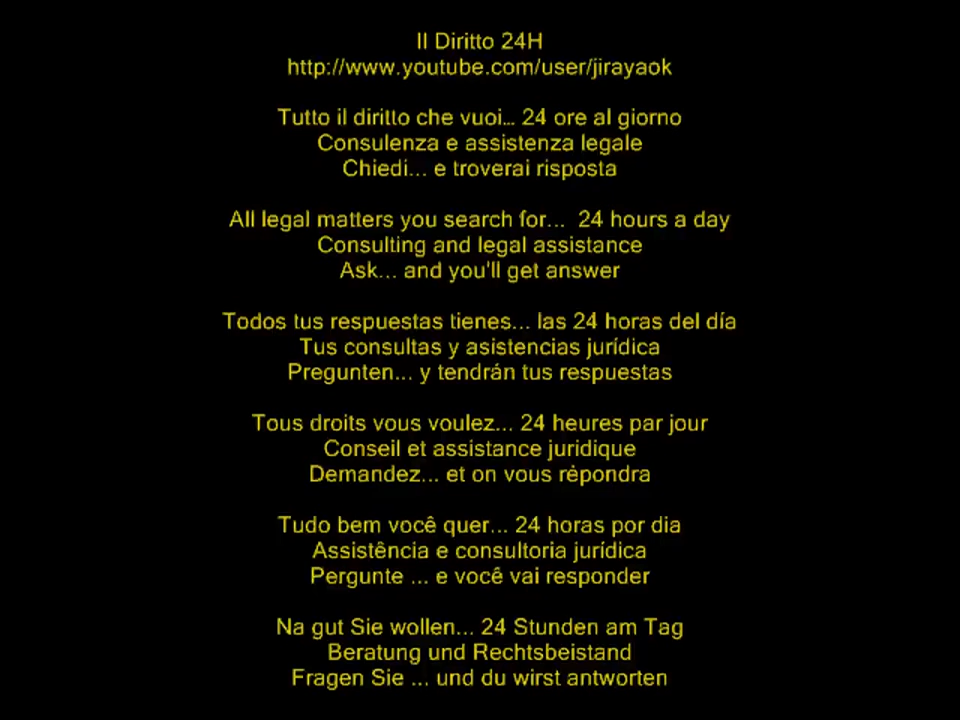 Il Diritto 24H
http://www.youtube.com/user/jirayaok
Tutto il diritto che vuoi... 24 ore al giorno
Consulenza e assistenza legale
Chiedi... e troverai risposta
All legal matters you search for...  24 hours a day
Consulting and legal assistance
Ask... and you'll get answer
Todos tus respuestas tienes... las 24 horas del día
Tus consultas y asistencias jurídica
Pregunten... y tendrán tus respuestas
Tous droits vous voulez... 24 heures par jour
Conseil et assistance juridique
Demandez... et on vous répondra
Tudo bem você quer... 24 horas por dia
Assistência e consultoria jurídica
Pergunte ... e você vai responder
Na gut Sie wollen... 24 Stunden am Tag
Beratung und Rechtsbeistand
Fragen Sie ... und du wirst antworten